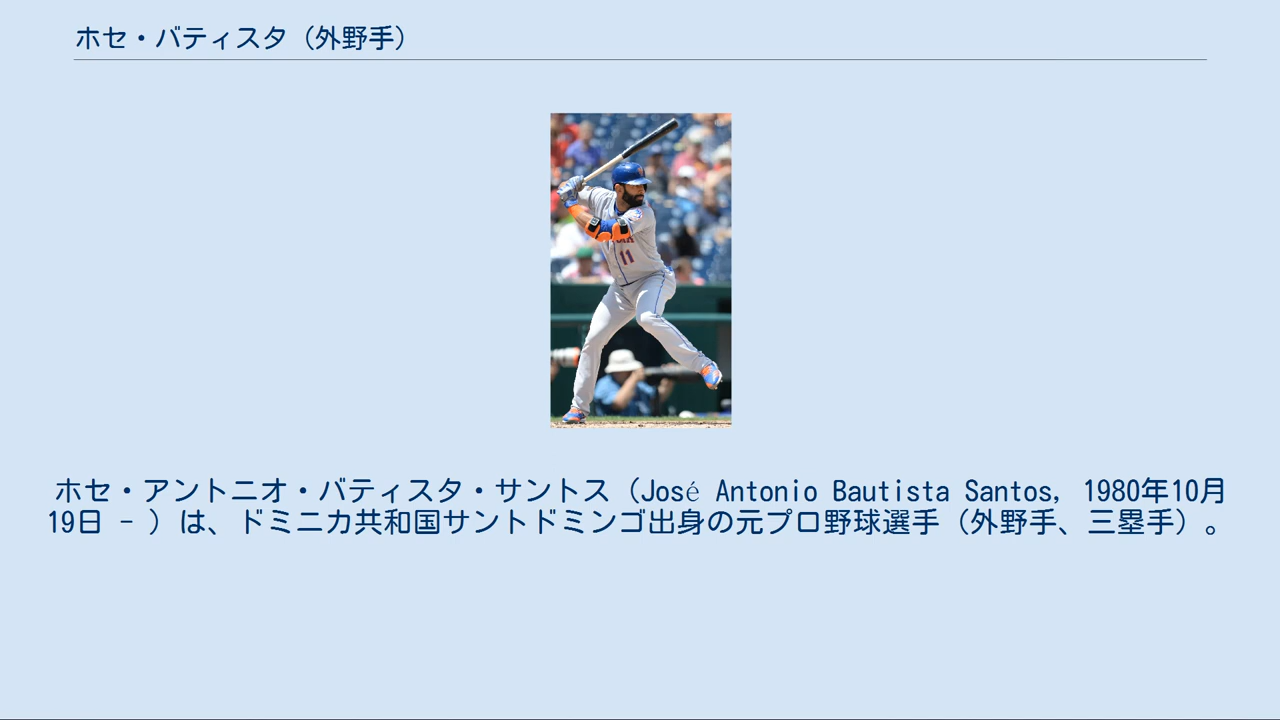 ホセ・バティスタ（外野手）
11
ホセ・アントニオ・バティスタ・サントス（José Antonio Bautista Santos, 1980年10月
19日 - ）は、ドミニカ共和国サントドミンゴ出身の元プロ野球選手（外野手、三塁手）。